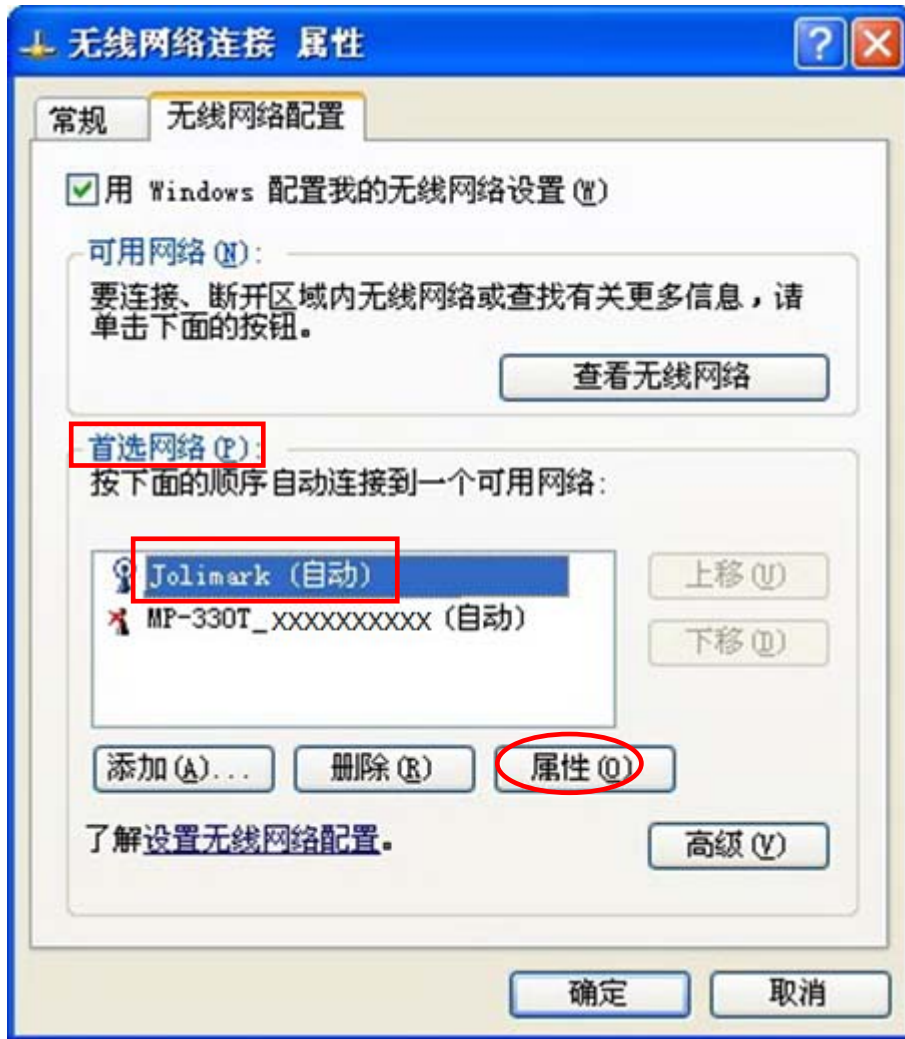 无线网络连接 属性
常规 无线网络配置
用 Windows 配置我的无线网络设置(W)
可用网络(N):
要连接、断开区域内无线网络或查找有关更多信息，请
单击下面的按钮。
查看无线网络
首选网络(P):
按下面的顺序自动连接到一个可用网络:
Jolimark (自动)
上移(U)
MP-330T_XXXXXXXXXX (自动)
下移(D)
添加(A)... 删除(R) 属性(O)
了解设置无线网络配置。
高级(V)
确定 取消